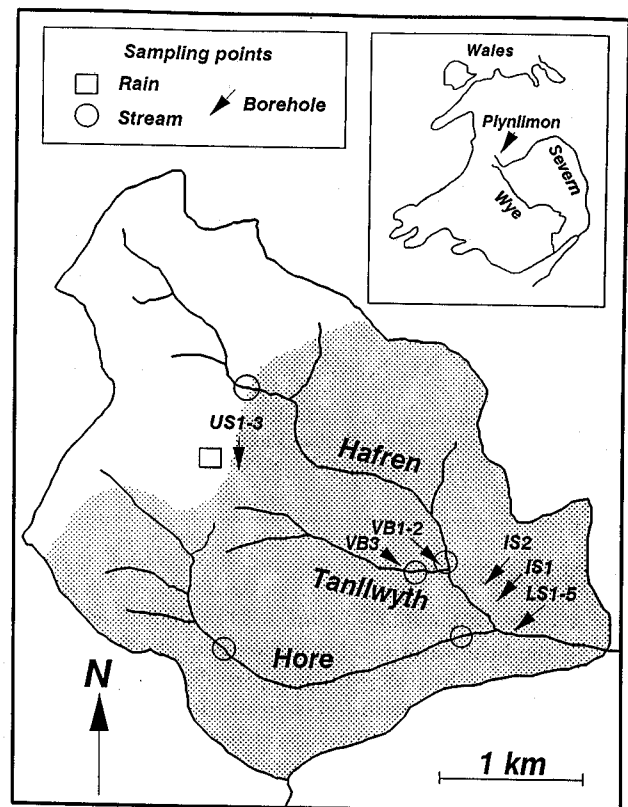 Sampling points
Rain
Stream
Borehole
Wales
Plynlimon
Severn
Wye
US1-3
Hafren
VB1-2
VB3
IS2
IS1
LS1-5
Tanllwyth
Hore
N
1 km